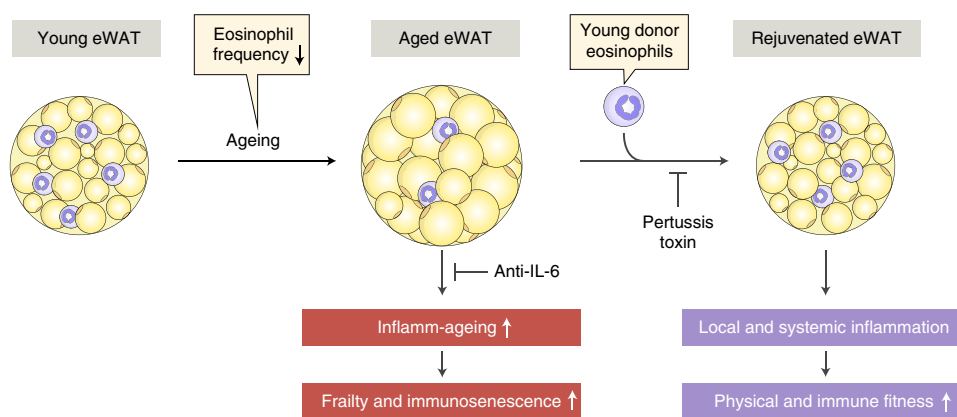 Young eWAT
Eosinophil
frequency ↓
Ageing
Aged eWAT
Young donor
eosinophils
Rejuvenated eWAT
Pertussis
toxin
Anti-IL-6
Inflamm-ageing ↑
Frailty and immunosenescence ↑
Local and systemic inflammation
Physical and immune fitness ↑